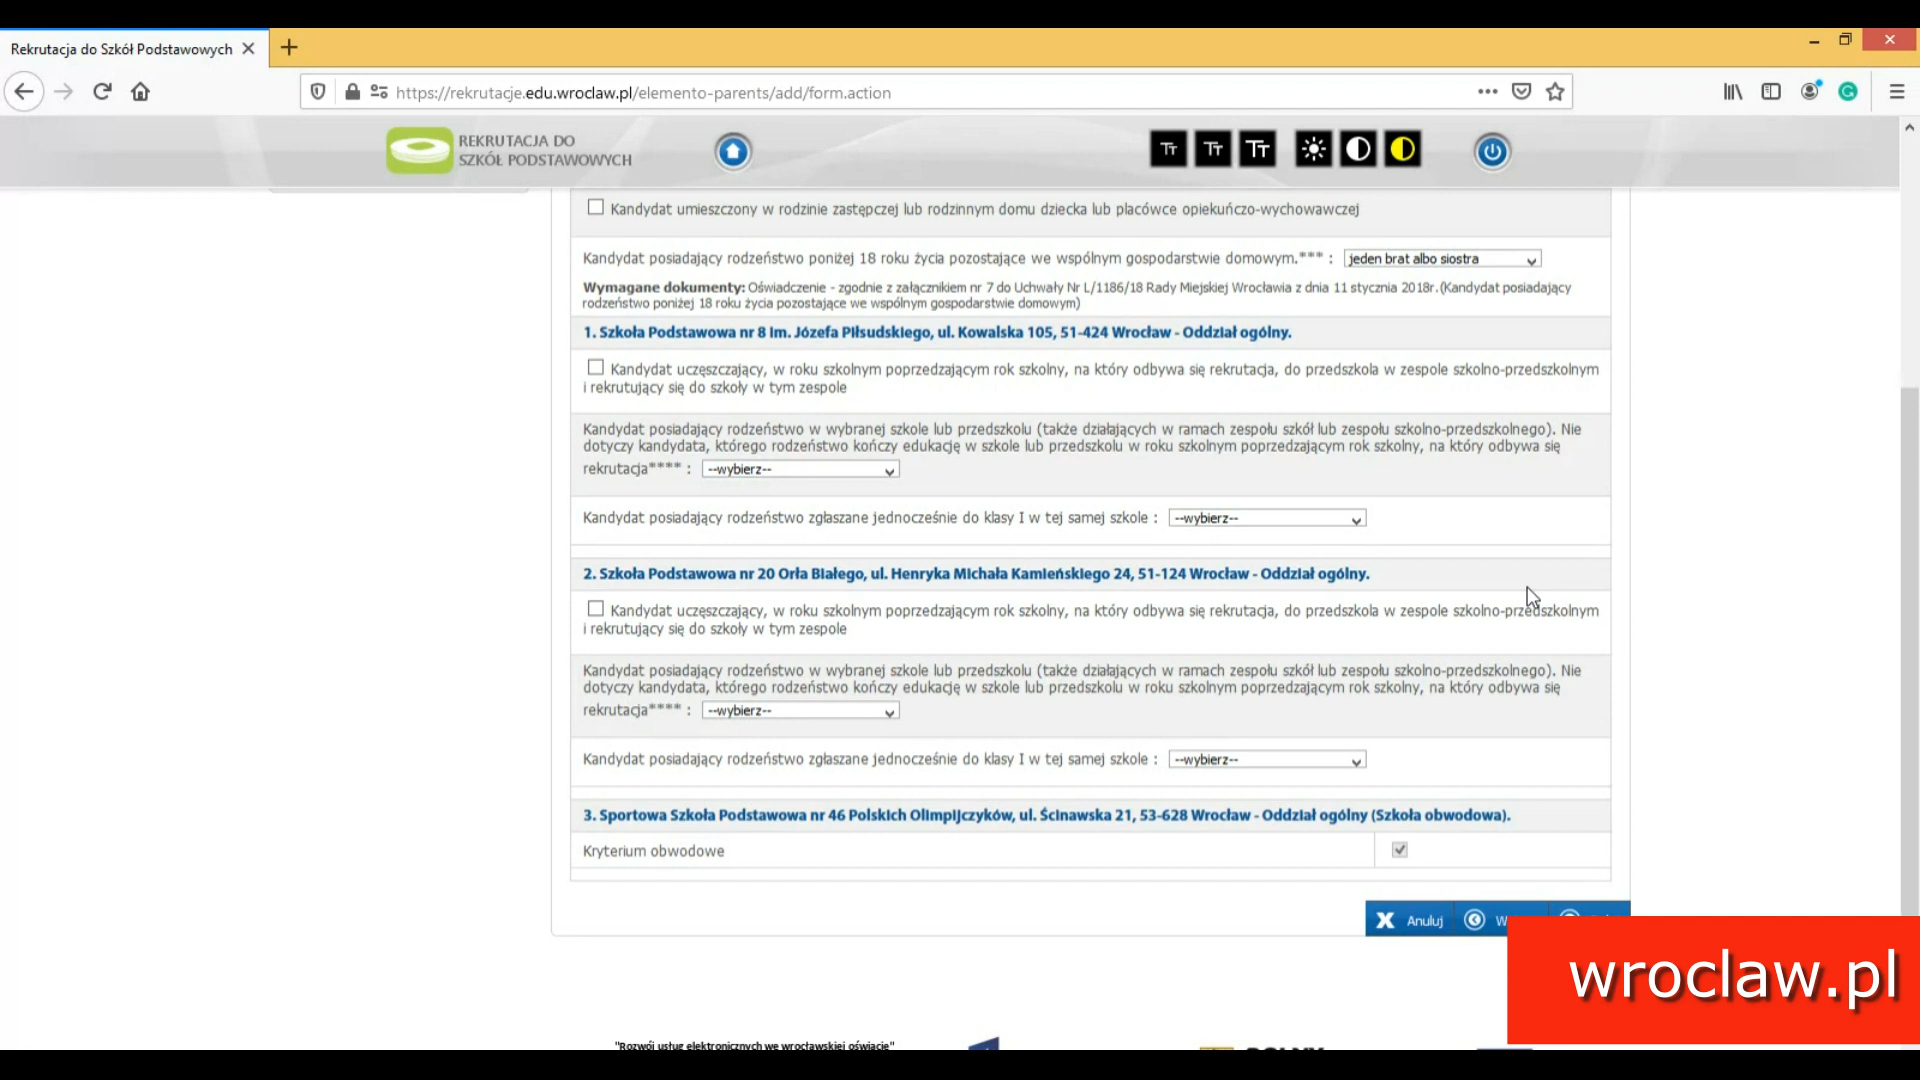 Rekrutacja do Szkół Podstawowych
https://rekrutacje.edu.wroclaw.pl/elemento-parents/add/form.action
REKRUTACJA DO
SZKÓŁ PODSTAWOWYCH
Tт Tт Tт
Kandydat umieszczony w rodzinie zastępczej lub rodzinnym domu dziecka lub placówce opiekuńczo-wychowawczej
Kandydat posiadający rodzeństwo poniżej 18 roku życia pozostające we wspólnym gospodarstwie domowym.*** : jeden brat albo siostra
Wymagane dokumenty: Oświadczenie - zgodnie z załącznikiem nr 7 do Uchwały Nr L/1186/18 Rady Miejskiej Wrocławia z dnia 11 stycznia 2018r.(Kandydat posiadający
rodzeństwo poniżej 18 roku życia pozostające we wspólnym gospodarstwie domowym)
1. Szkoła Podstawowa nr 8 im. Józefa Piłsudskiego, ul. Kowalska 105, 51-424 Wrocław - Oddział ogólny.
Kandydat uczęszczający, w roku szkolnym poprzedzającym rok szkolny, na który odbywa się rekrutacja, do przedszkola w zespole szkolno-przedszkolnym
i rekrutujący się do szkoły w tym zespole
Kandydat posiadający rodzeństwo w wybranej szkole lub przedszkolu (także działających w ramach zespołu szkół lub zespołu szkolno-przedszkolnego). Nie
dotyczy kandydata, którego rodzeństwo kończy edukację w szkole lub przedszkolu w roku szkolnym poprzedzającym rok szkolny, na który odbywa się
rekrutacja**** : --wybierz--
Kandydat posiadający rodzeństwo zgłaszane jednocześnie do klasy I w tej samej szkole : --wybierz--
2. Szkoła Podstawowa nr 20 Orła Białego, ul. Henryka Michała Kamieńskiego 24, 51-124 Wrocław - Oddział ogólny.
Kandydat uczęszczający, w roku szkolnym poprzedzającym rok szkolny, na który odbywa się rekrutacja, do przedszkola w zespole szkolno-przedszkolnym
i rekrutujący się do szkoły w tym zespole
Kandydat posiadający rodzeństwo w wybranej szkole lub przedszkolu (także działających w ramach zespołu szkół lub zespołu szkolno-przedszkolnego). Nie
dotyczy kandydata, którego rodzeństwo kończy edukację w szkole lub przedszkolu w roku szkolnym poprzedzającym rok szkolny, na który odbywa się
rekrutacja**** : --wybierz--
Kandydat posiadający rodzeństwo zgłaszane jednocześnie do klasy I w tej samej szkole : --wybierz--
3. Sportowa Szkoła Podstawowa nr 46 Polskich Olimpijczyków, ul. Ścinawska 21, 53-628 Wrocław - Oddział ogólny (Szkoła obwodowa).
Kryterium obwodowe
Anuluj
wroclaw.pl
"Rozwój usług elektronicznych we wrocławskiej oświacie"